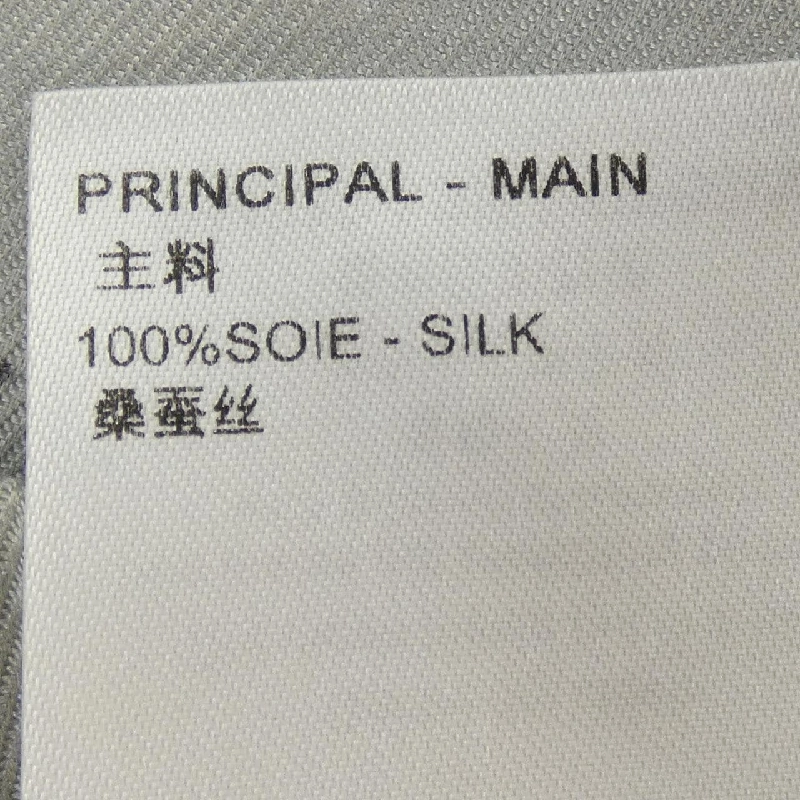 PRINCIPAL - MAIN
主料
100%SOIE - SILK
桑蚕丝